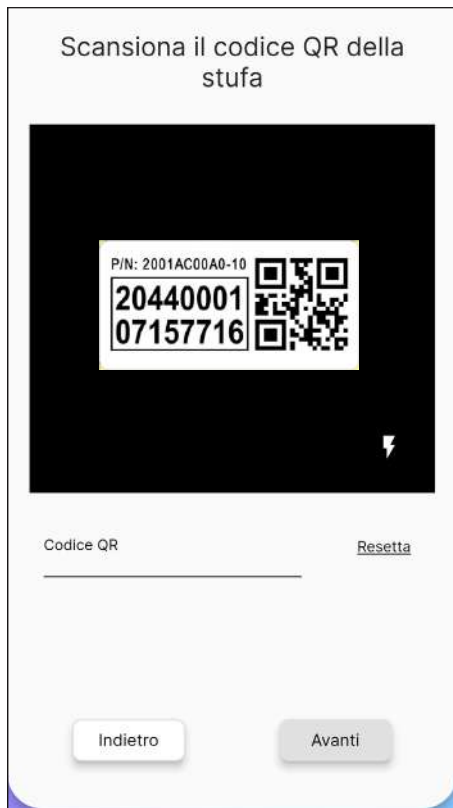 Scansiona il codice QR della
stufa
P/N: 2001AC00A0-10
20440001
07157716
Codice QR
Resetta
Indietro
Avanti